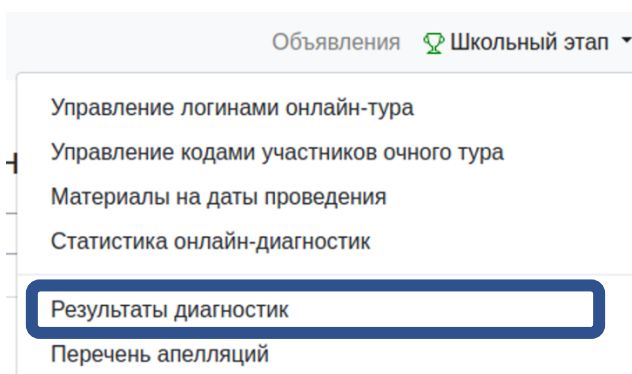 Объявления Школьный этап
Управление логинами онлайн-тура
Управление кодами участников очного тура
Материалы на даты проведения
Статистика онлайн-диагностик
Результаты диагностик
Перечень апелляций